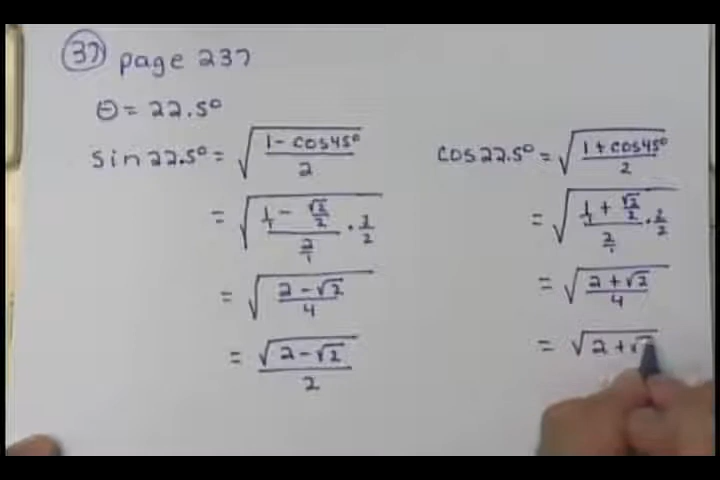 37 page 237
θ = 22.5°
sin 22.5° = √((1 - cos45°)/2)
= √((1/1 - √2/2)/(2/1) · 2/2)
= √((2 - √2)/4)
= √(2 - √2)/2
cos 22.5° = √((1 + cos45°)/2)
= √((1/1 + √2/2)/(2/1) · 2/2)
= √((2 + √2)/4)
= √(2 + √2)